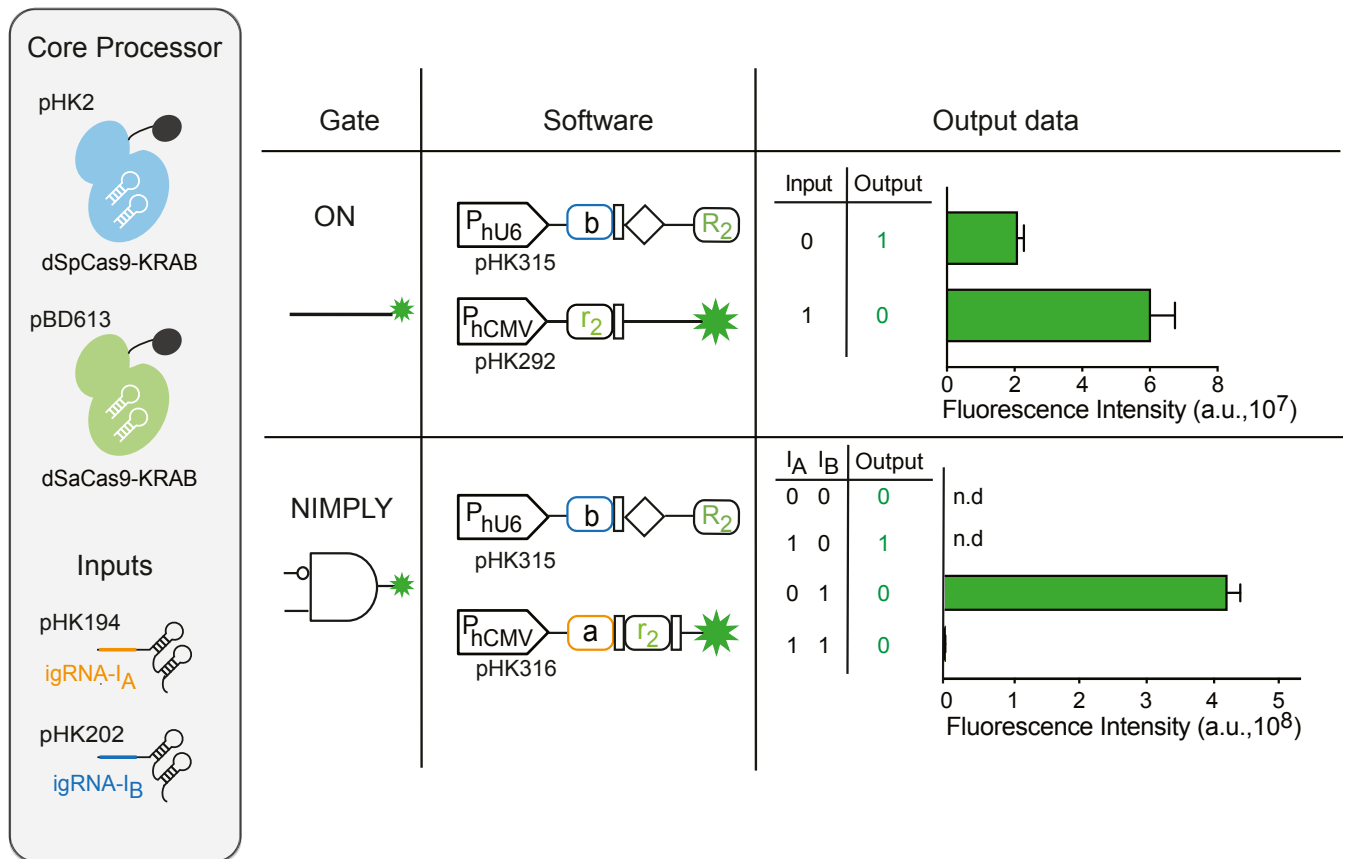 Core Processor
pHK2
dSpCas9-KRAB
pBD613
dSaCas9-KRAB
Inputs
pHK194
igRNA-IA
pHK202
igRNA-IB
Gate Software Output data
ON
PhU6 b R2
pHK315
PhCMV r2
pHK292
Input Output
0 1
1 0
0 2 4 6 8
Fluorescence Intensity (a.u.,10^7)
NIMPLY
PhU6 b R2
pHK315
PhCMV a r2
pHK316
IA IB Output
0 0 0 n.d
1 0 1 n.d
0 1 0
1 1 0
0 1 2 3 4 5
Fluorescence Intensity (a.u.,10^8)